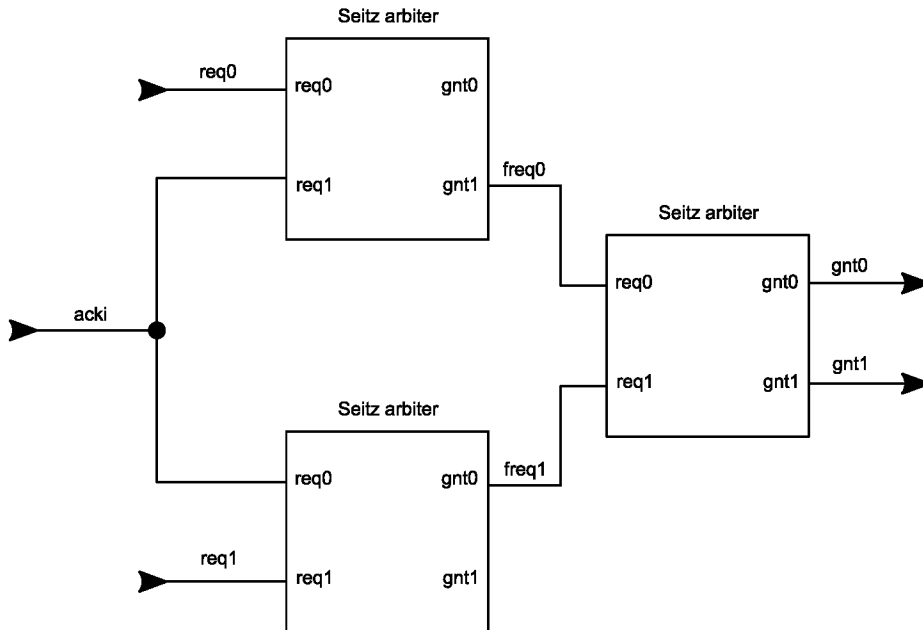 Seitz arbiter
req0
req0
gnt0
req1
gnt1
freq0
Seitz arbiter
req0
gnt0
gnt0
acki
req1
gnt1
gnt1
Seitz arbiter
req0
gnt0
freq1
req1
req1
gnt1